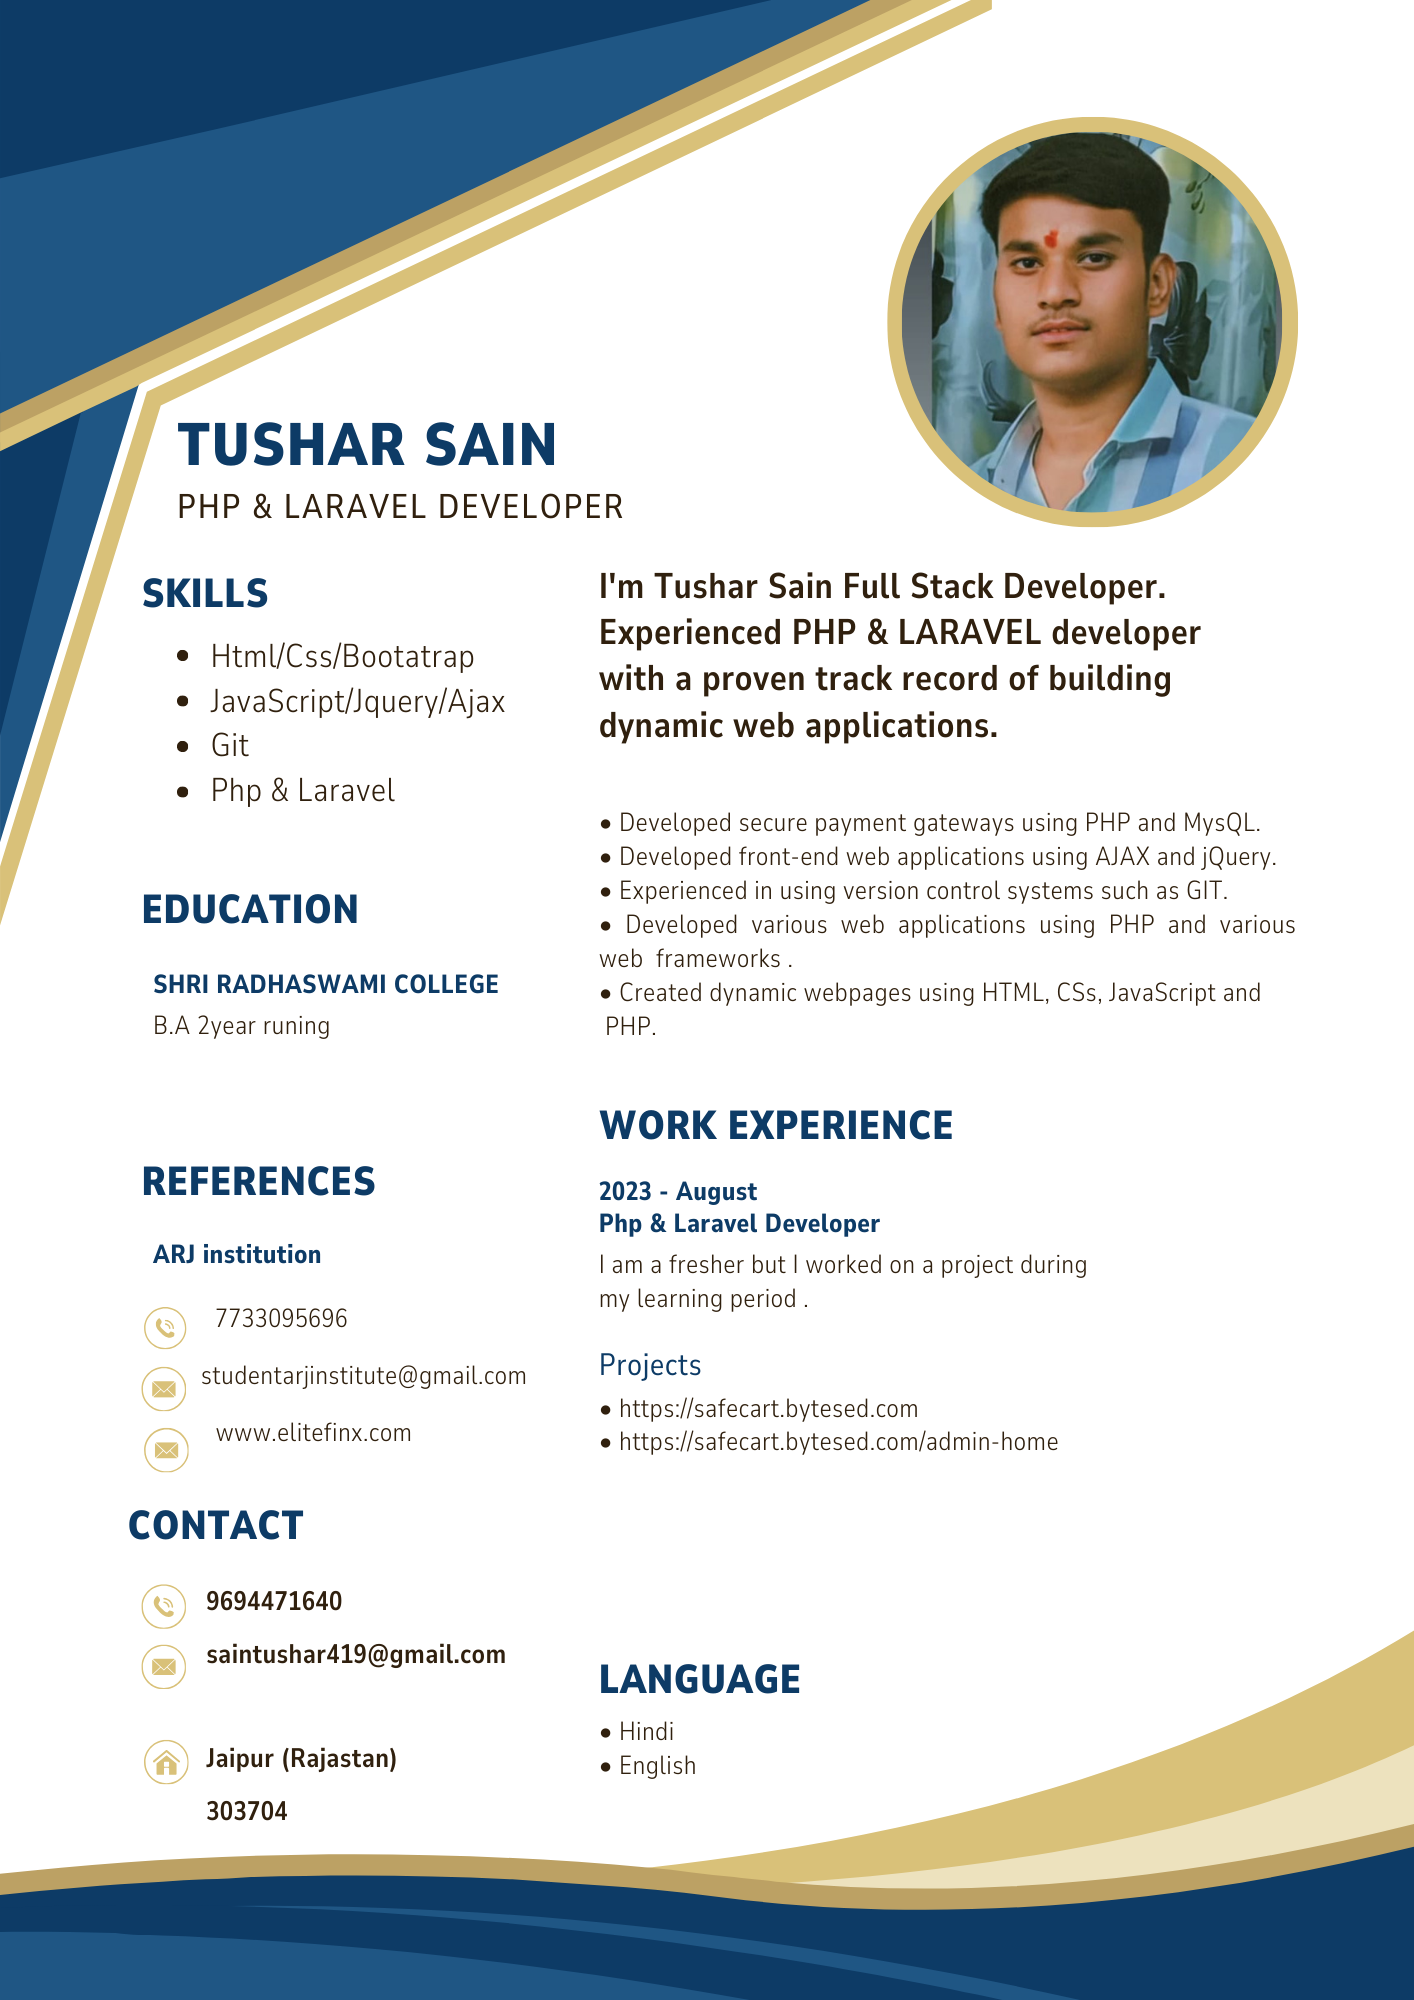 TUSHAR SAIN
PHP & LARAVEL DEVELOPER
SKILLS
• Html/Css/Bootatrap
• JavaScript/Jquery/Ajax
• Git
• Php & Laravel
EDUCATION
SHRI RADHASWAMI COLLEGE
B.A 2year runing
REFERENCES
ARJ institution
7733095696
studentarjinstitute@gmail.com
www.elitefinx.com
CONTACT
9694471640
saintushar419@gmail.com
Jaipur (Rajastan)
303704
I'm Tushar Sain Full Stack Developer.
Experienced PHP & LARAVEL developer
with a proven track record of building
dynamic web applications.
• Developed secure payment gateways using PHP and MysQL.
• Developed front-end web applications using AJAX and jQuery.
• Experienced in using version control systems such as GIT.
• Developed various web applications using PHP and various
web frameworks .
• Created dynamic webpages using HTML, CSs, JavaScript and
PHP.
WORK EXPERIENCE
2023 - August
Php & Laravel Developer
I am a fresher but I worked on a project during
my learning period .
Projects
• https://safecart.bytesed.com
• https://safecart.bytesed.com/admin-home
LANGUAGE
• Hindi
• English